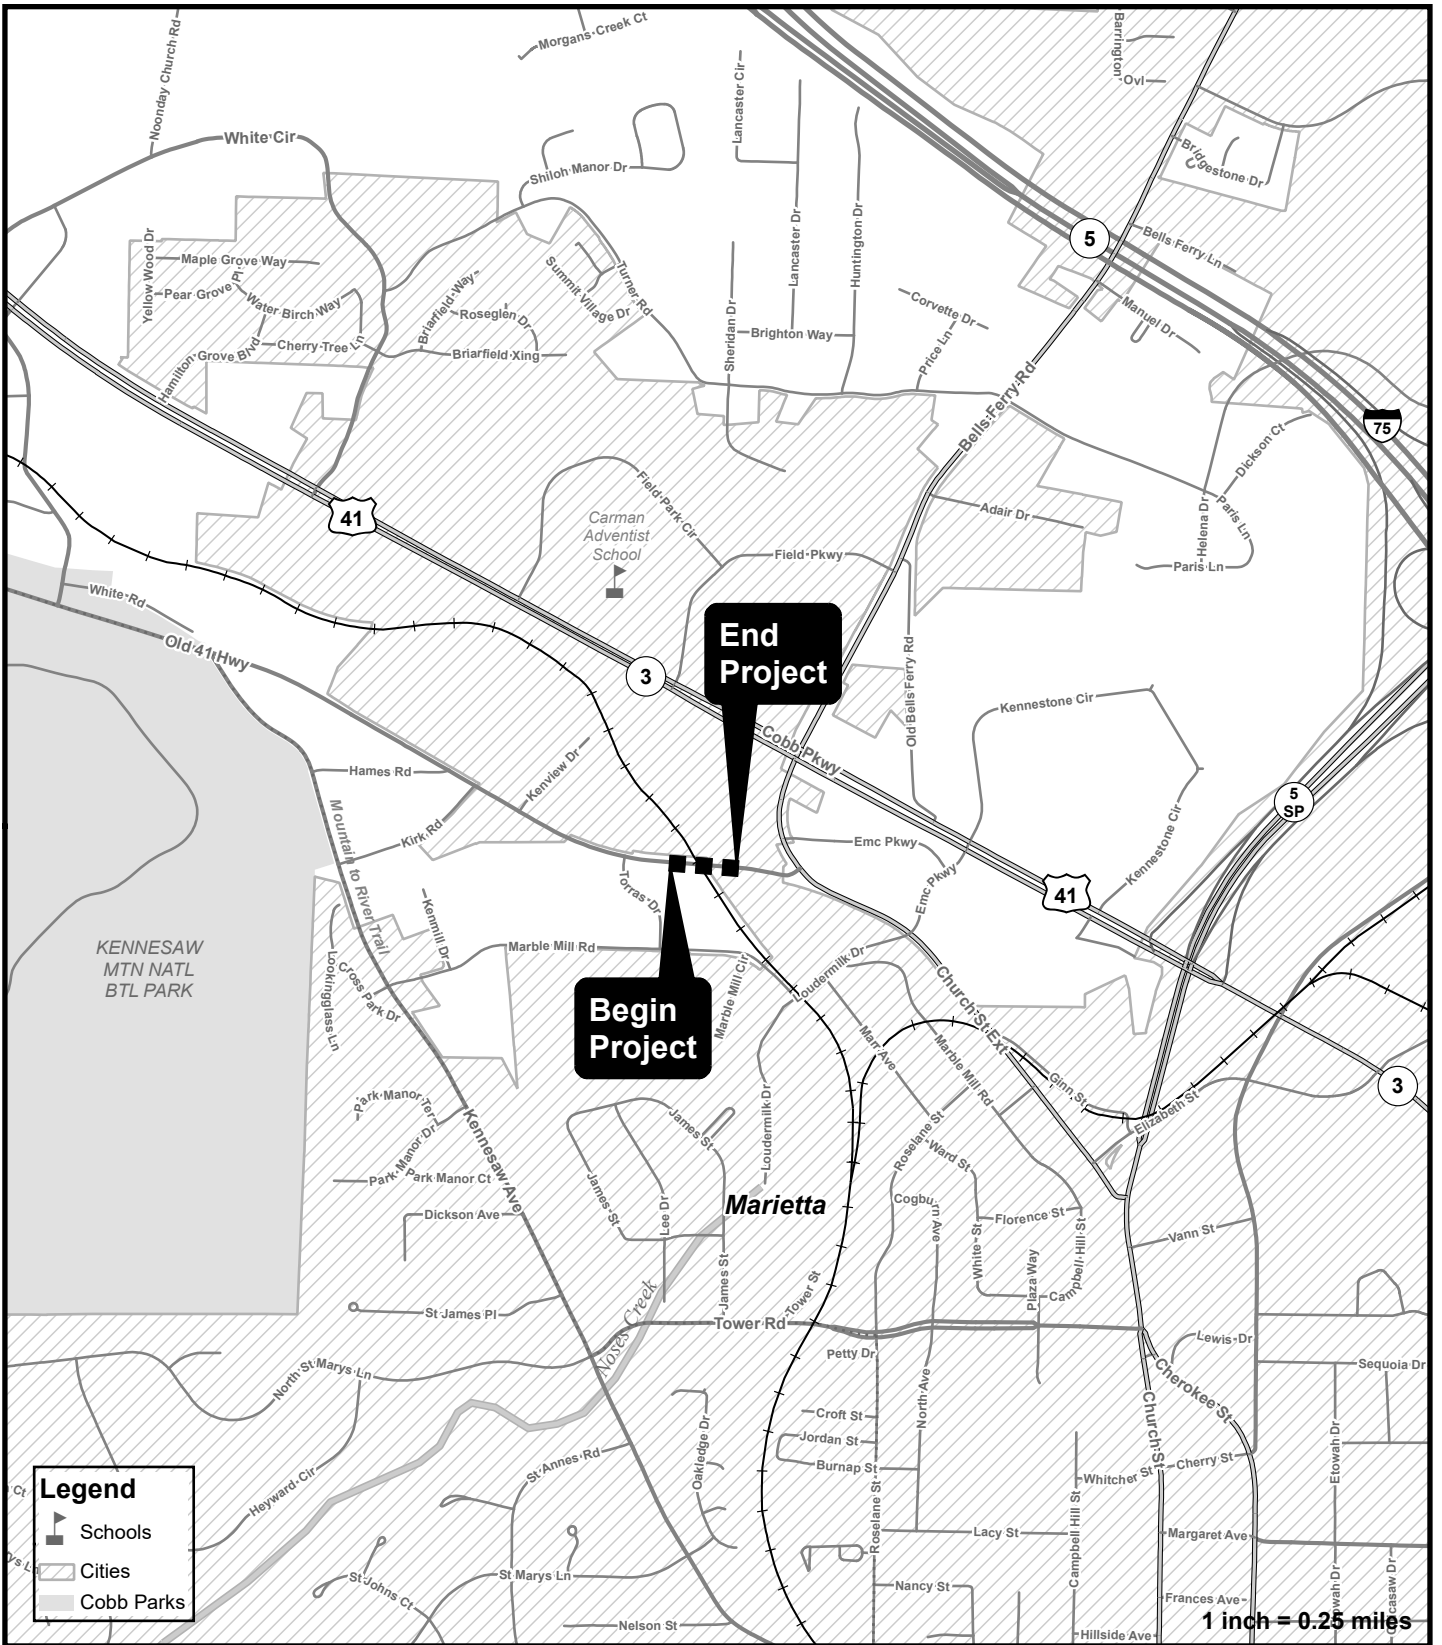 Morgans Creek Ct
Noonday Church Rd
White Cir
Lancaster Cir
Barrington
Ovl
Shiloh Manor Dr
Bridgestone Dr
Lancaster Dr
Huntington Dr
5
Bells Ferry Ln
Yellow Wood Dr
Maple Grove Way
Pear Grove Pl
Water Birch Way
Briarfield Way
Roseglen Dr
Summit Village Dr
Turner Rd
Corvette Dr
Manuel Dr
Sheridan Dr
Brighton Way
Price Ln
Hamilton Grove Blvd
Cherry Tree Ln
Briarfield Xing
Bells Ferry Rd
75
Dickson Ct
41
Carman
Adventist
School
Field Park Cir
Adair Dr
Helena Dr
Paris Ln
Field Pkwy
Paris Ln
White Rd
Old 41 Hwy
End
Project
3
Old Bells Ferry Rd
Kennestone Cir
Cobb Pkwy
Hames Rd
Kenview Dr
5
SP
Mountain to River Trail
Kirk Rd
Emc Pkwy
Kennestone Cir
Torras Dr
Emc Pkwy
41
Kenmill Dr
KENNESAW
MTN NATL
BTL PARK
Marble Mill Rd
Lookingglass Ln
Cross Park Dr
Marble Mill Cir
Loudermilk Dr
Church St Ext
Begin
Project
Marr Ave
Marble Mill Rd
Ginn St
3
Park Manor Ter
Kennesaw Ave
James St
Loudermilk Dr
Elizabeth St
Park Manor Dr
Park Manor Ct
Roselane St
Ward St
Marietta
Dickson Ave
James St
Lee Dr
Cogburn Ave
Florence St
White St
Campbell Hill St
Vann St
Plaza Way
James St
Tower St
St James Pl
Noses Creek
Tower Rd
Petty Dr
Lewis Dr
North St Marys Ln
Cherokee St
Sequoia Dr
North Ave
Church St
Croft St
Jordan St
Burnap St
Oakledge Dr
St Annes Rd
Whitcher St
Cherry St
Etowah Dr
Heyward Cir
Legend
Schools
Cities
Cobb Parks
Roselane St
Lacy St
Campbell Hill St
Margaret Ave
St Johns Ct
St Marys Ln
Nancy St
Frances Ave
Nelson St
Hillside Ave
1 inch = 0.25 miles